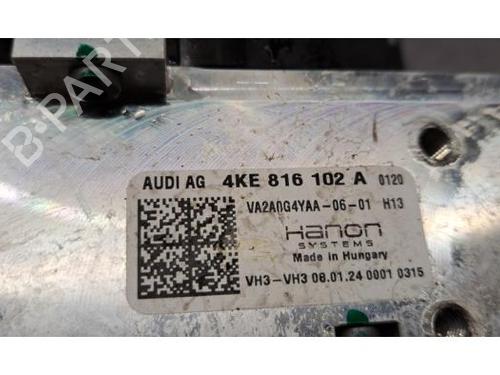 B-PARTS
AUDI AG 4KE 816 102 A 0120
VA2A0G4YAA-06-01 H13
Hanon
SYSTEMS
Made in Hungary
VH3-VH3 08.01.24 0001 0315